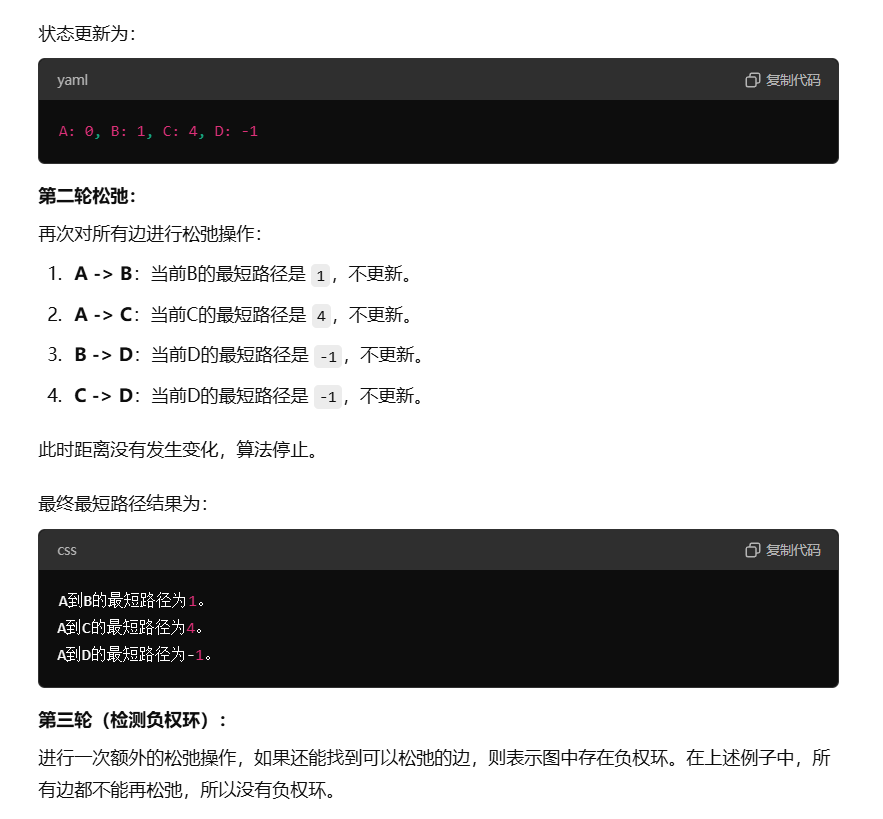 状态更新为：
yaml
复制代码
A: 0, B: 1, C: 4, D: -1
第二轮松弛：
再次对所有边进行松弛操作：
1. A -> B：当前B的最短路径是 1，不更新。
2. A -> C：当前C的最短路径是 4，不更新。
3. B -> D：当前D的最短路径是 -1，不更新。
4. C -> D：当前D的最短路径是 -1，不更新。
此时距离没有发生变化，算法停止。
最终最短路径结果为：
css
复制代码
A到B的最短路径为1。
A到C的最短路径为4。
A到D的最短路径为-1。
第三轮（检测负权环）：
进行一次额外的松弛操作，如果还能找到可以松弛的边，则表示图中存在负权环。在上述例子中，所
有边都不能再松弛，所以没有负权环。